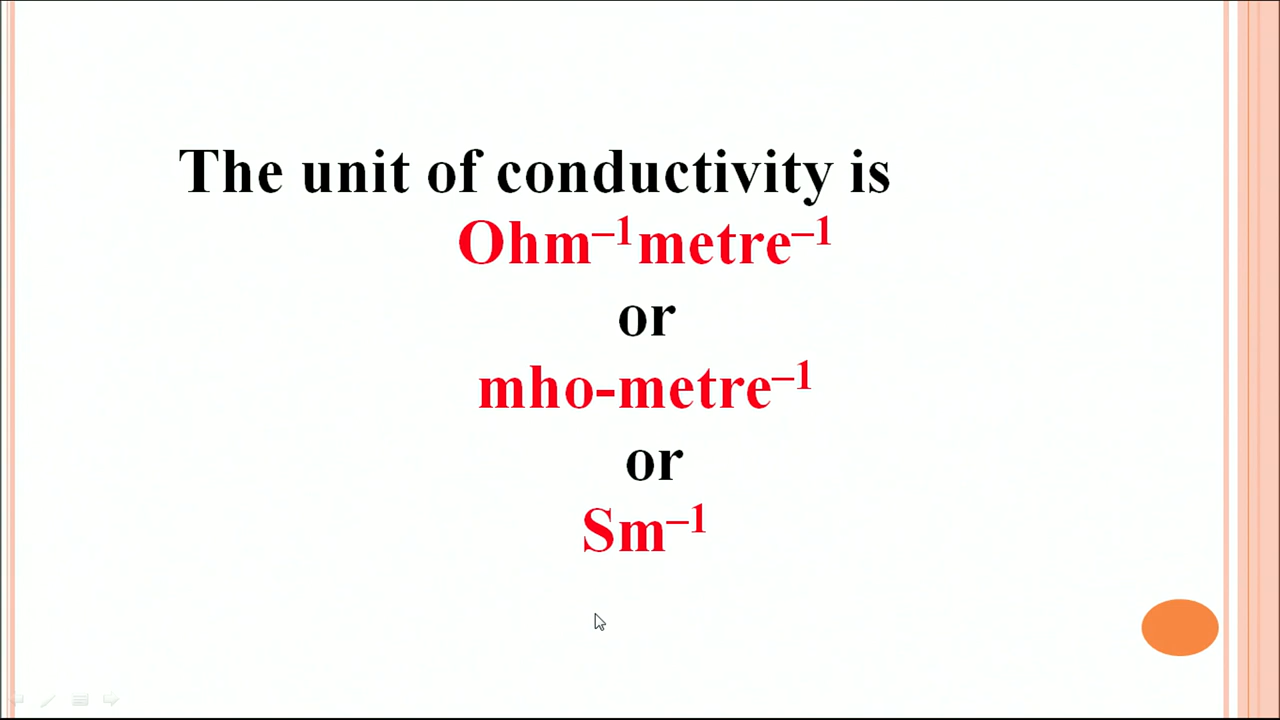 The unit of conductivity is
Ohm⁻¹metre⁻¹
or
mho-metre⁻¹
or
Sm⁻¹